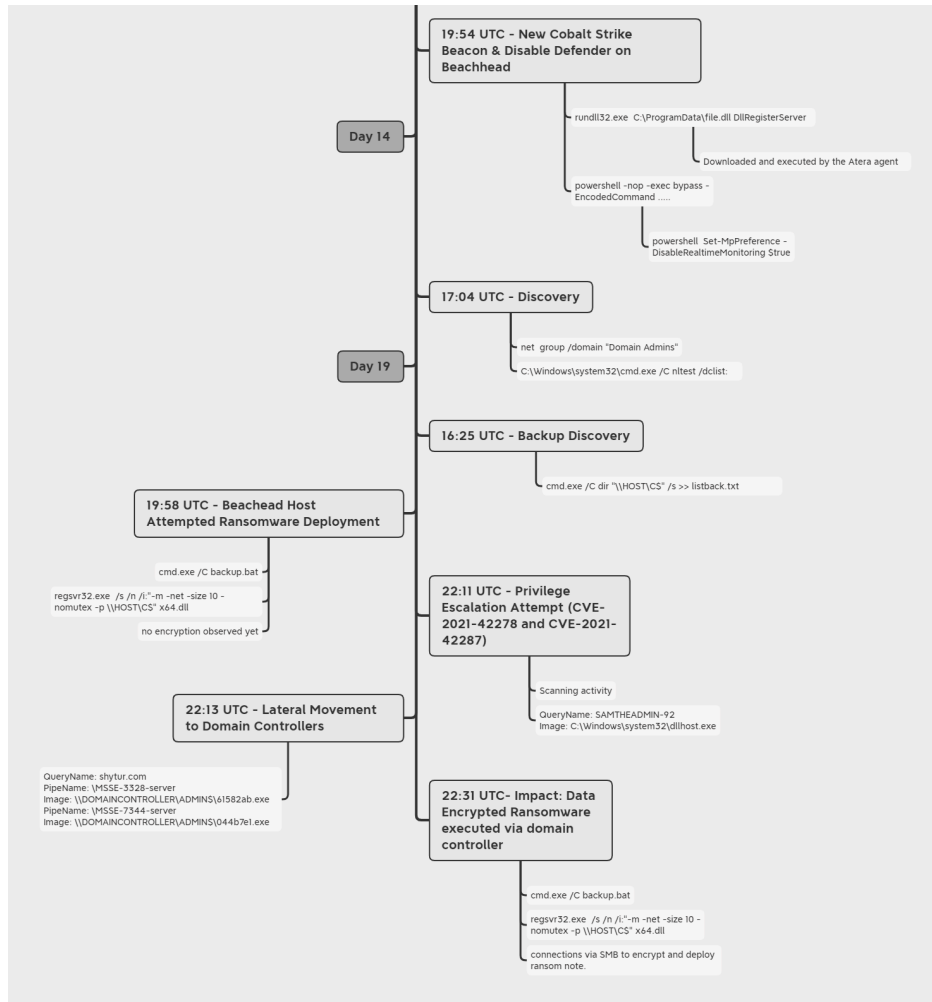 19:54 UTC - New Cobalt Strike
Beacon & Disable Defender on
Beachhead
rundll32.exe  C:\ProgramData\file.dll DllRegisterServer
Day 14
Downloaded and executed by the Atera agent
powershell -nop -exec bypass -
EncodedCommand .....
powershell  Set-MpPreference -
DisableRealtimeMonitoring $true
17:04 UTC - Discovery
net  group /domain "Domain Admins"
Day 19
C:\Windows\system32\cmd.exe /C nltest /dclist:
16:25 UTC - Backup Discovery
cmd.exe /C dir "\\HOST\C$" /s >> listback.txt
19:58 UTC - Beachead Host
Attempted Ransomware Deployment
cmd.exe /C backup.bat
regsvr32.exe  /s /n /i:"-m -net -size 10 -
nomutex -p \\HOST\C$" x64.dll
no encryption observed yet
22:11 UTC - Privilege
Escalation Attempt (CVE-
2021-42278 and CVE-2021-
42287)
Scanning activity
QueryName: SAMTHEADMIN-92
Image: C:\Windows\system32\dllhost.exe
22:13 UTC - Lateral Movement
to Domain Controllers
QueryName: shytur.com
PipeName: \MSSE-3328-server
Image: \\DOMAINCONTROLLER\ADMIN$\61582ab.exe
PipeName: \MSSE-7344-server
Image: \\DOMAINCONTROLLER\ADMIN$\044b7e1.exe
22:31 UTC- Impact: Data
Encrypted Ransomware
executed via domain
controller
cmd.exe /C backup.bat
regsvr32.exe  /s /n /i:"-m -net -size 10 -
nomutex -p \\HOST\C$" x64.dll
connections via SMB to encrypt and deploy
ransom note.